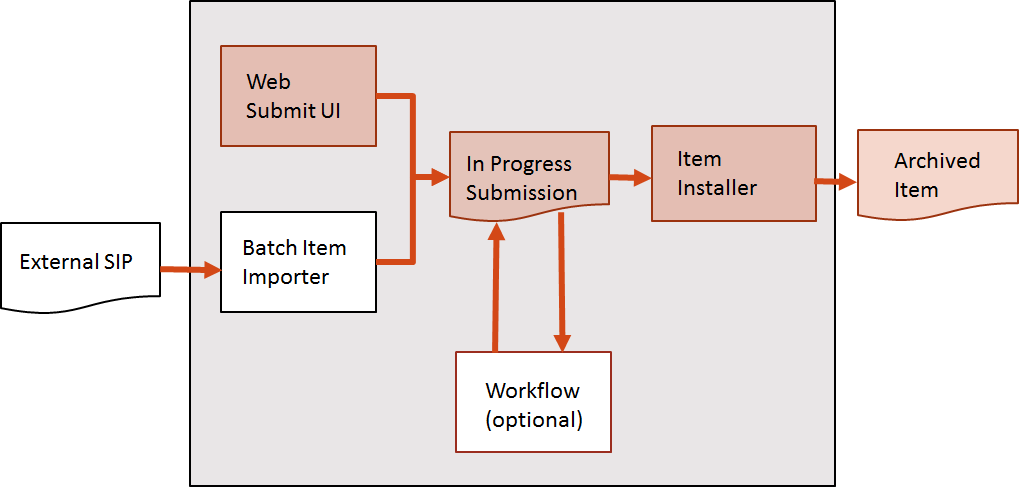 Web
Submit UI
In Progress
Submission
Item
Installer
Archived
Item
External SIP
Batch Item
Importer
Workflow
(optional)